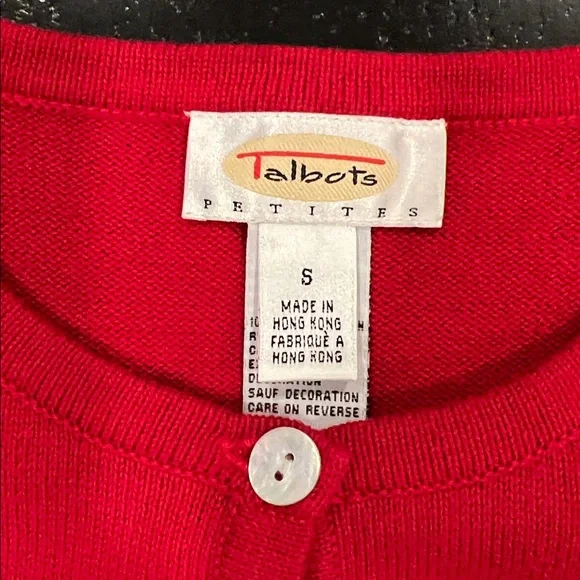 Talbots
PETITES
S
MADE IN
HONG KONG
FABRIQUÉ À
HONG KONG
SAUF DECORATION
CARE ON REVERSE